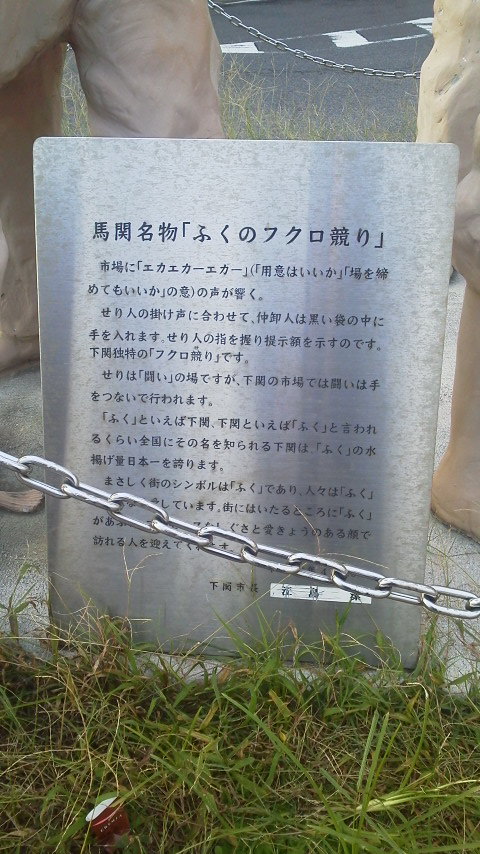 馬関名物「ふくのフクロ競り」
市場に「エカエカーエカー」(「用意はいいか」「場を締
めてもいいか」の意)の声が響く。
せり人の掛け声に合わせて、仲卸人は黒い袋の中に
手を入れます。せり人の指を握り提示額を示すのです。
下関独特の「フクロ競り」です。
せりは「闘い」の場ですが、下関の市場では闘いは手
をつないで行われます。
「ふく」といえば下関、下関といえば「ふく」と言われ
るくらい全国にその名を知られる下関は「ふく」の水
揚げ量日本一を誇ります。
まさしく街のシンボルは「ふく」であり、人々は「ふく」
しています。街にはいたるところに「ふく」
があ しぐさと愛きょうのある顔で
訪れる人を迎えてく
下関市長